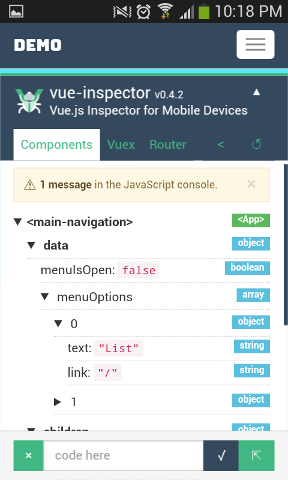 10:18 PM
DEMO
vue-inspector v0.4.2 ▲
Vue.js Inspector for Mobile Devices
Components Vuex Router < ↺
⚠ 1 message in the JavaScript console. ×
▼ <main-navigation> <App>
▼ data object
menuIsOpen: false boolean
▼ menuOptions array
▼ 0 object
text: "List" string
link: "/" string
▶ 1 object
▼ children object
× code here √ ⇱